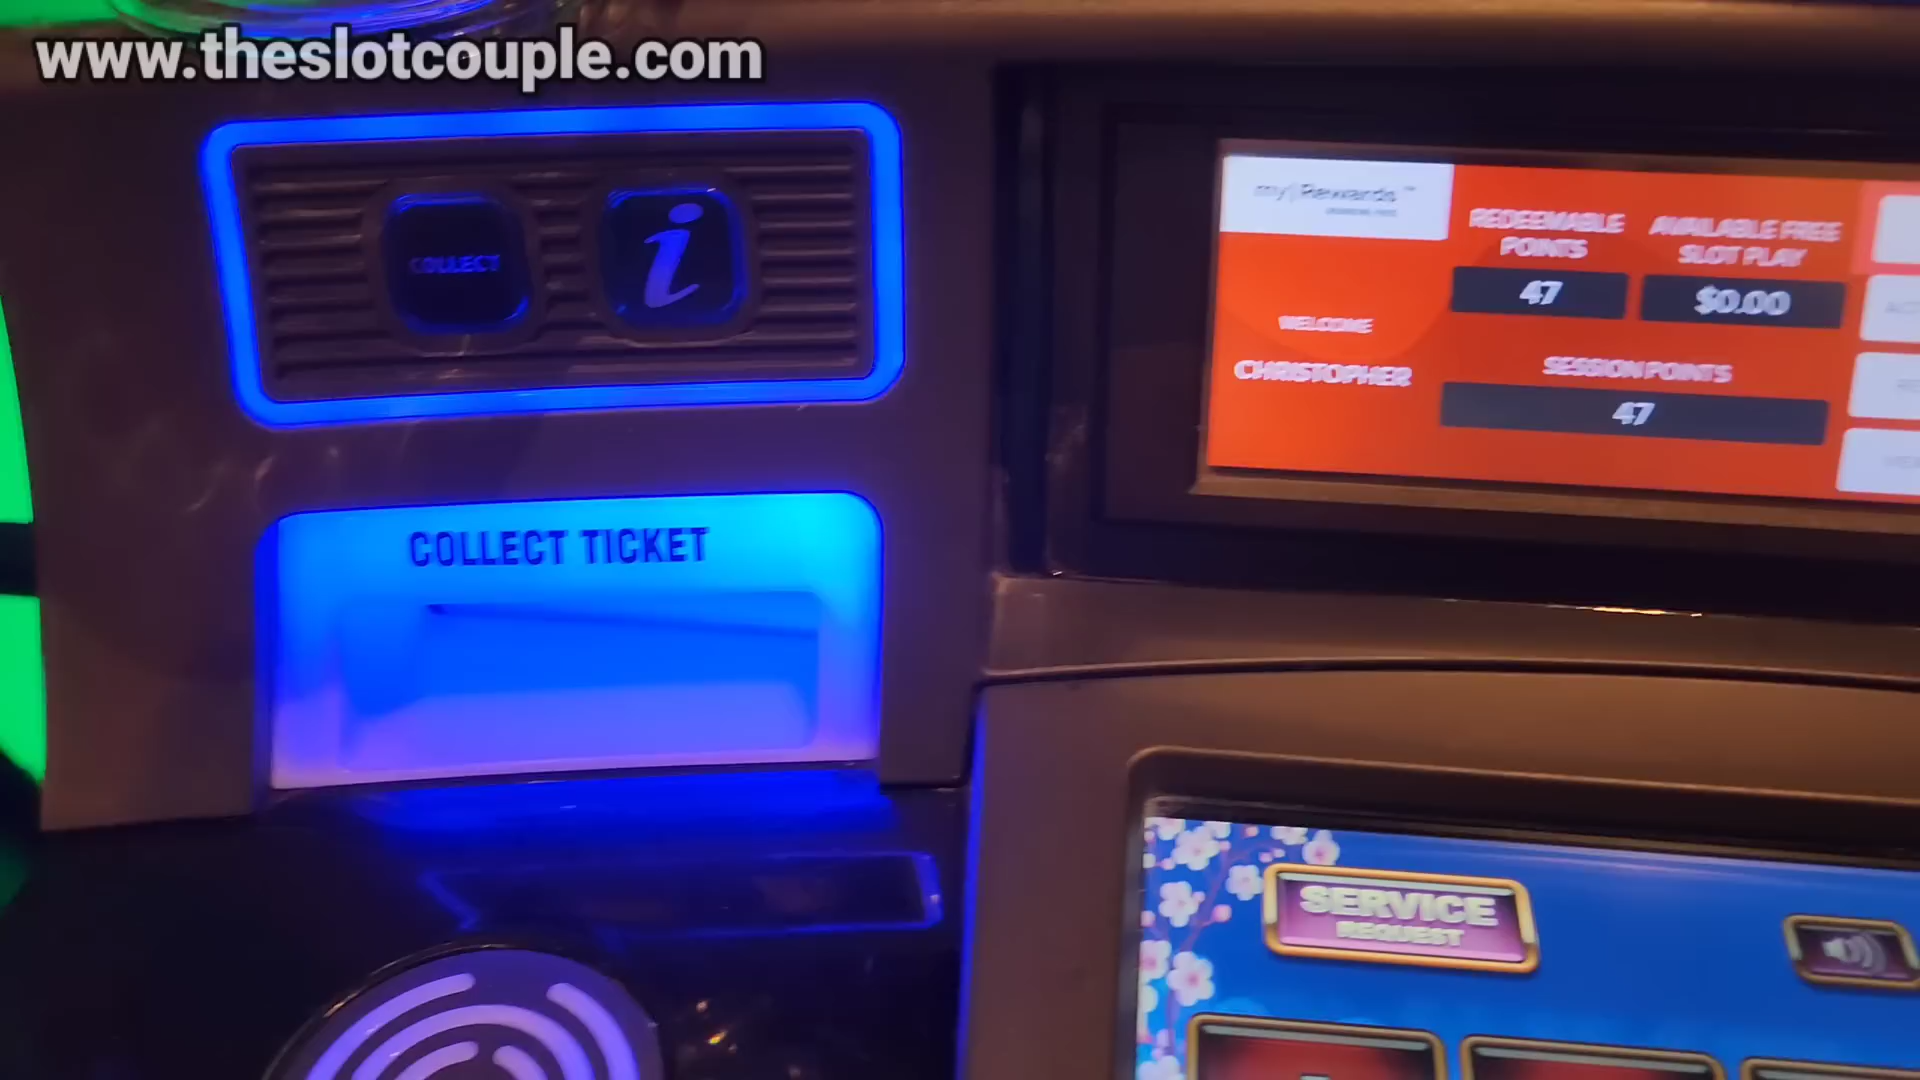 www.theslotcouple.com
COLLECT
i
COLLECT TICKET
my Rewards™
WELCOME
CHRISTOPHER
REDEEMABLE
POINTS
47
AVAILABLE FREE
SLOT PLAY
$0.00
SESSION POINTS
47
SERVICE
REQUEST